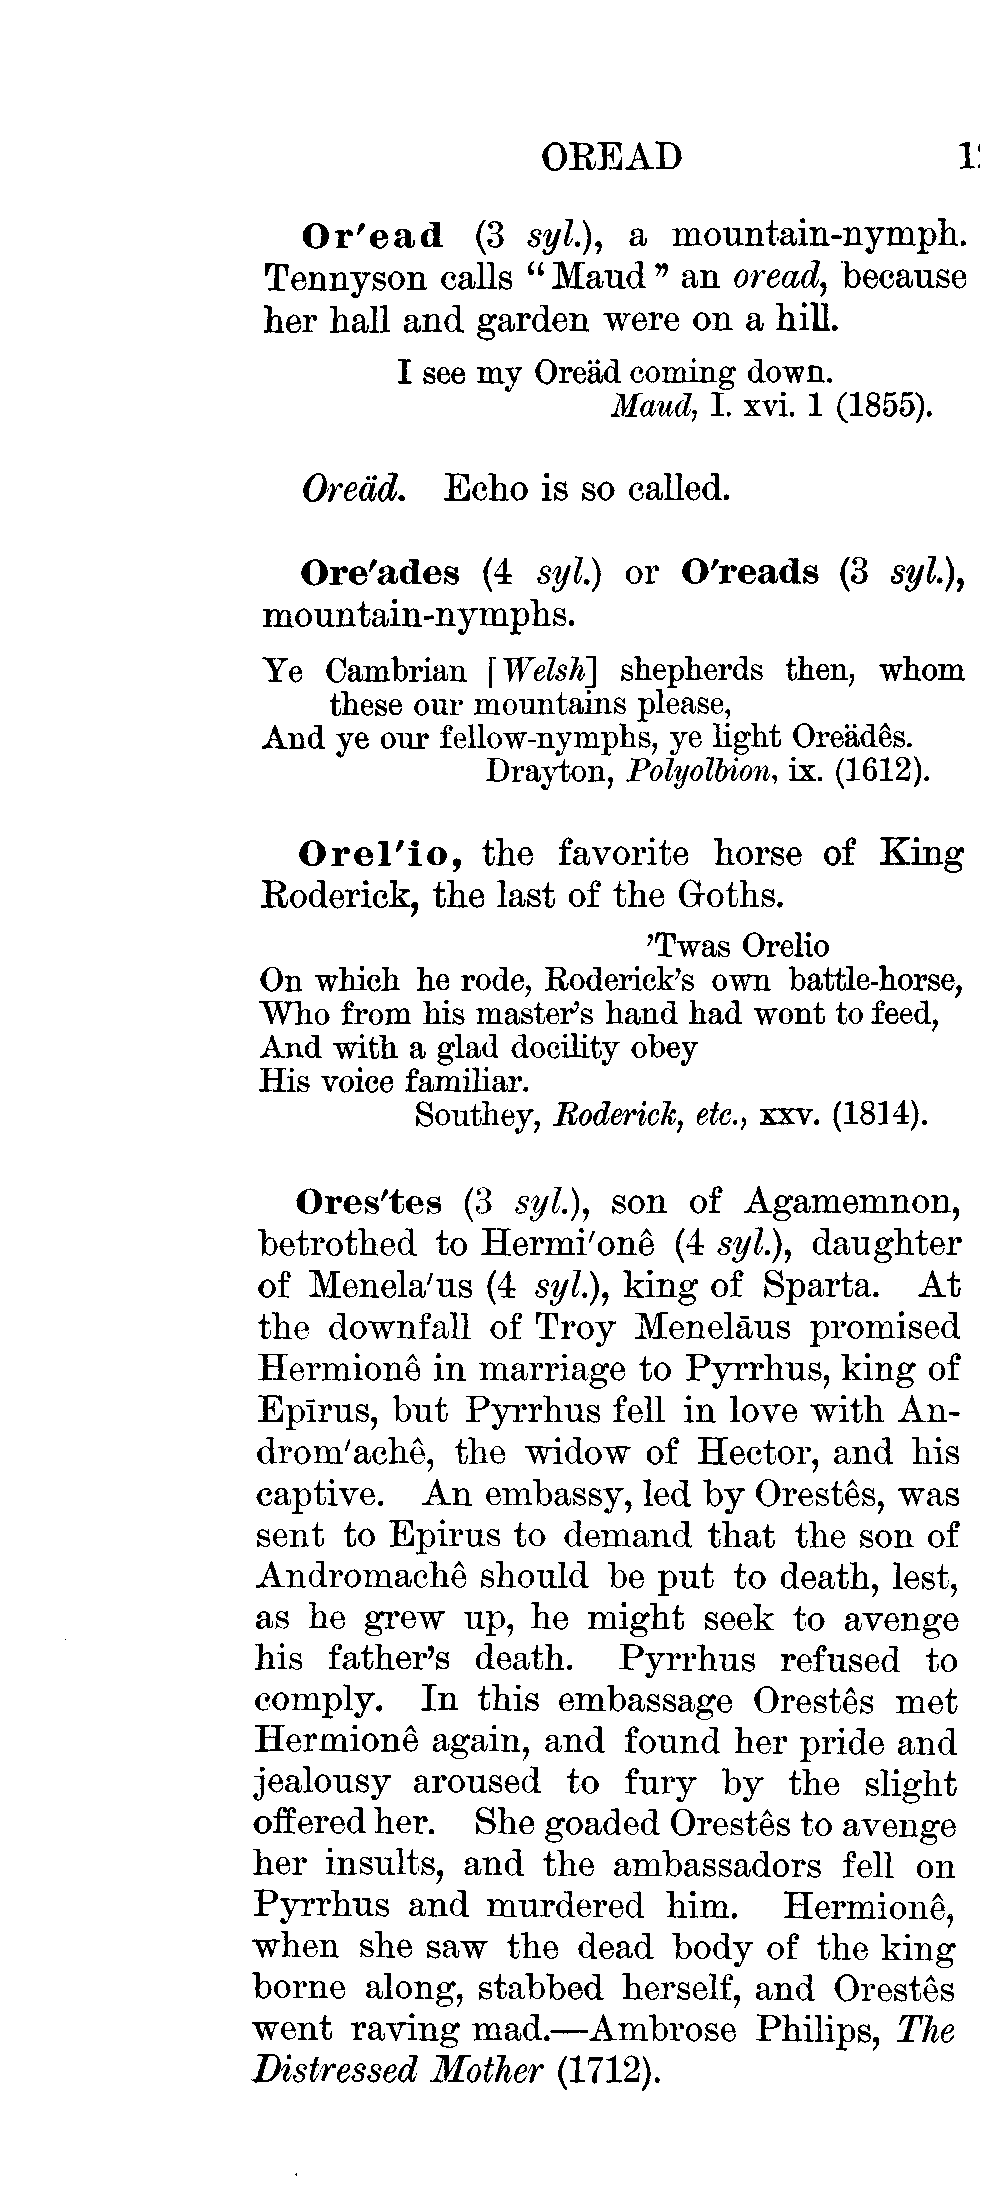 OREAD
Or′ead (3 syl.), a mountain-nymph.
Tennyson calls “Maud” an oread, because
her hall and garden were on a hill.
I see my Oreäd coming down.
Maud, I. xvi. 1 (1855).
Oreäd. Echo is so called.
Ore′ades (4 syl.) or O′reads (3 syl.),
mountain-nymphs.
Ye Cambrian [Welsh] shepherds then, whom
these our mountains please,
And ye our fellow-nymphs, ye light Oreädês.
Drayton, Polyolbion, ix. (1612).
Orel′io, the favorite horse of King
Roderick, the last of the Goths.
’Twas Orelio
On which he rode, Roderick’s own battle-horse,
Who from his master’s hand had wont to feed,
And with a glad docility obey
His voice familiar.
Southey, Roderick, etc., xxv. (1814).
Ores′tes (3 syl.), son of Agamemnon,
betrothed to Hermi′onê (4 syl.), daughter
of Menela′us (4 syl.), king of Sparta. At
the downfall of Troy Menelāus promised
Hermionê in marriage to Pyrrhus, king of
Epīrus, but Pyrrhus fell in love with An-
drom′achê, the widow of Hector, and his
captive. An embassy, led by Orestês, was
sent to Epirus to demand that the son of
Andromachê should be put to death, lest,
as he grew up, he might seek to avenge
his father’s death. Pyrrhus refused to
comply. In this embassage Orestês met
Hermionê again, and found her pride and
jealousy aroused to fury by the slight
offered her. She goaded Orestês to avenge
her insults, and the ambassadors fell on
Pyrrhus and murdered him. Hermionê,
when she saw the dead body of the king
borne along, stabbed herself, and Orestês
went raving mad.—Ambrose Philips, The
Distressed Mother (1712).